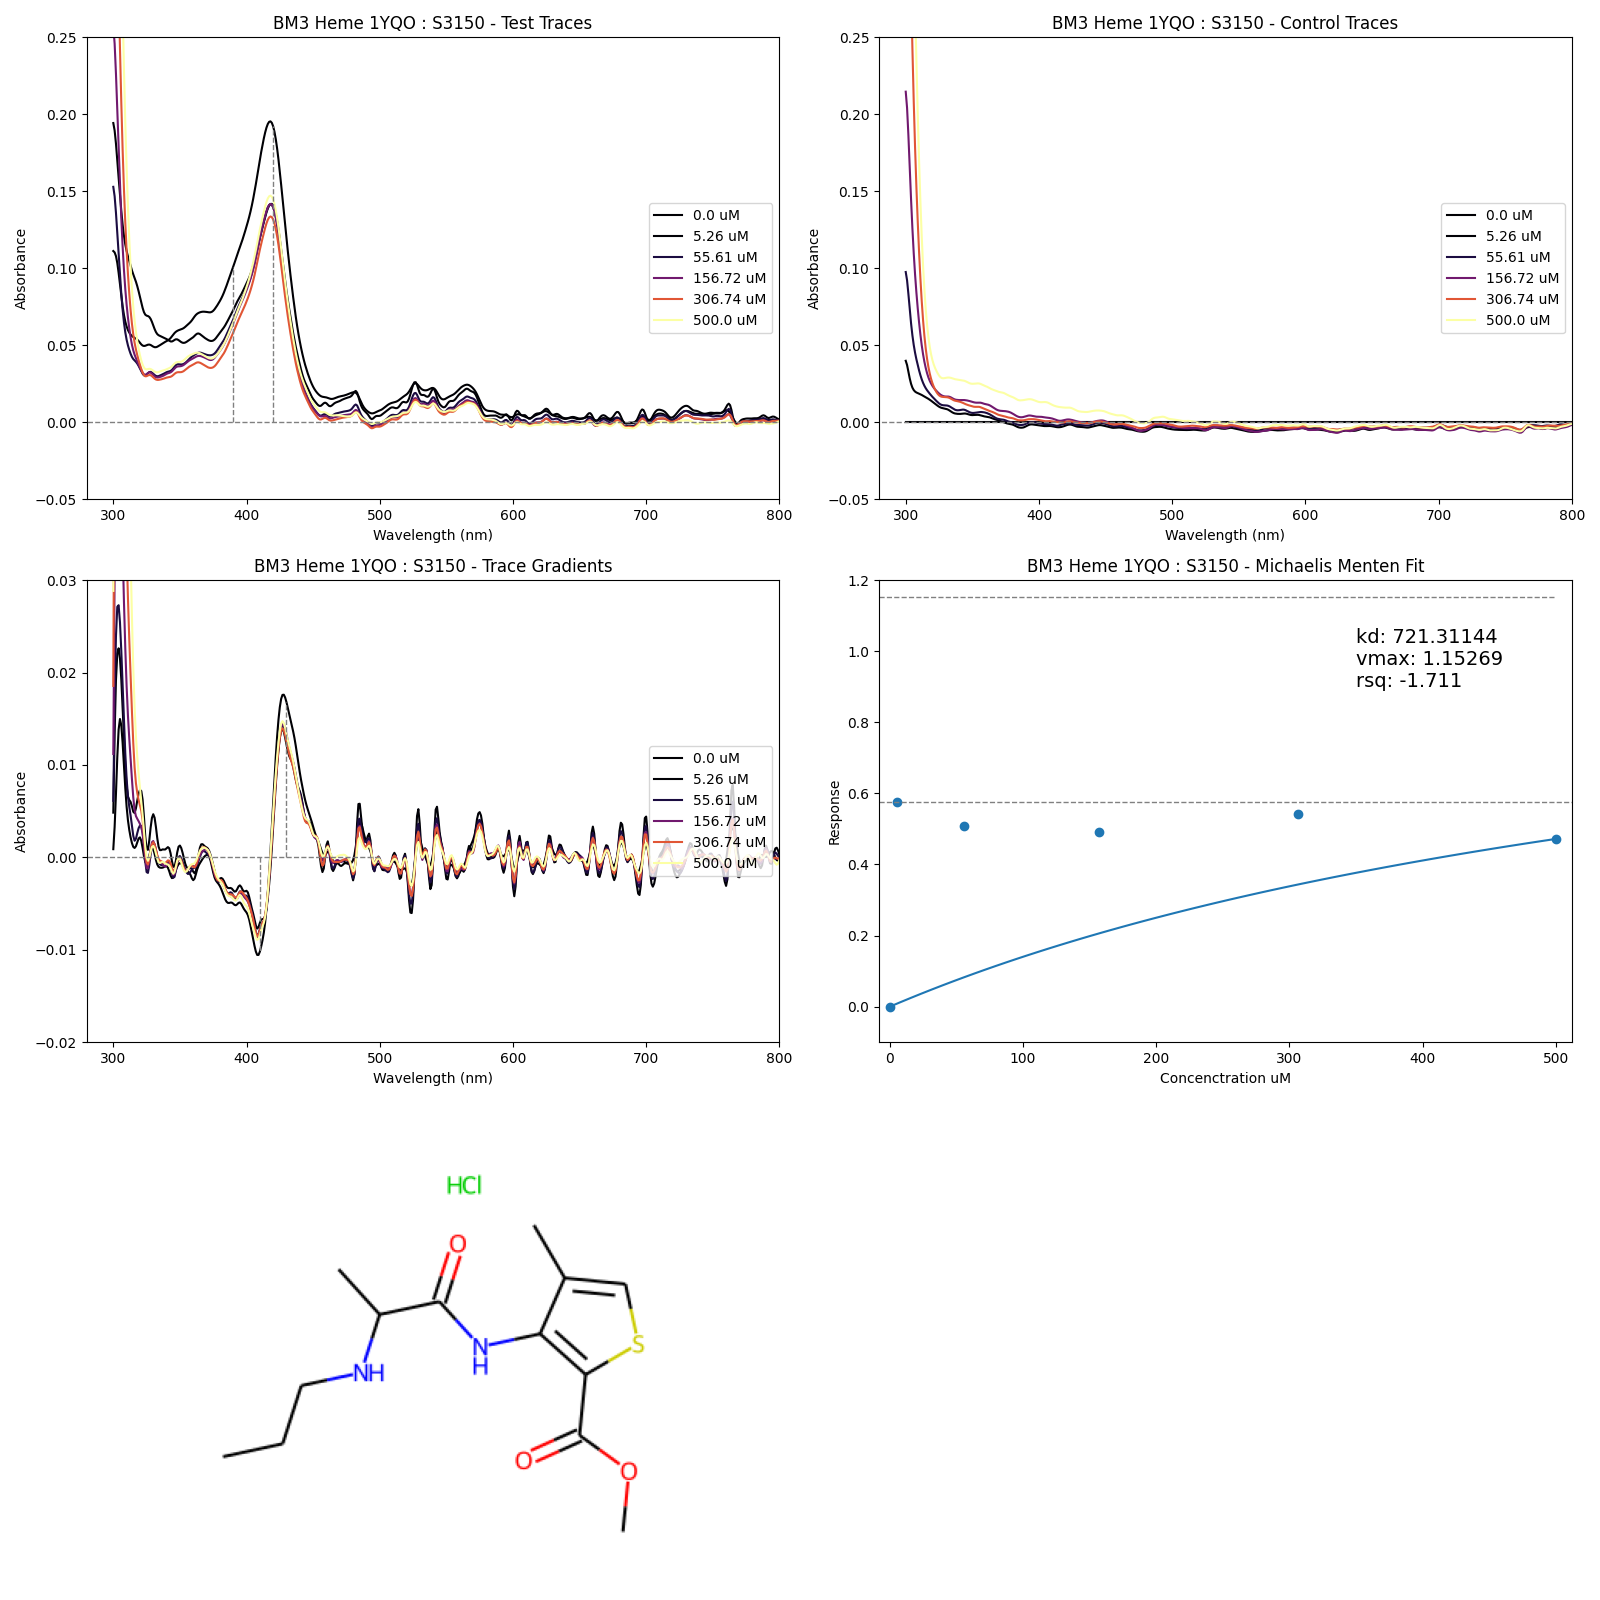 BM3 Heme 1YQO : S3150 - Test Traces
0.25
0.20
0.15
0.10
0.05
0.00
−0.05
Absorbance
300 400 500 600 700 800
Wavelength (nm)
0.0 uM
5.26 uM
55.61 uM
156.72 uM
306.74 uM
500.0 uM
BM3 Heme 1YQO : S3150 - Control Traces
0.25
0.20
0.15
0.10
0.05
0.00
−0.05
Absorbance
300 400 500 600 700 800
Wavelength (nm)
0.0 uM
5.26 uM
55.61 uM
156.72 uM
306.74 uM
500.0 uM
BM3 Heme 1YQO : S3150 - Trace Gradients
0.03
0.02
0.01
0.00
−0.01
−0.02
Absorbance
300 400 500 600 700 800
Wavelength (nm)
0.0 uM
5.26 uM
55.61 uM
156.72 uM
306.74 uM
500.0 uM
BM3 Heme 1YQO : S3150 - Michaelis Menten Fit
1.2
1.0
0.8
0.6
0.4
0.2
0.0
Response
kd: 721.31144
vmax: 1.15269
rsq: -1.711
0 100 200 300 400 500
Concenctration uM
HCl
O
S
N
H
NH
O
O